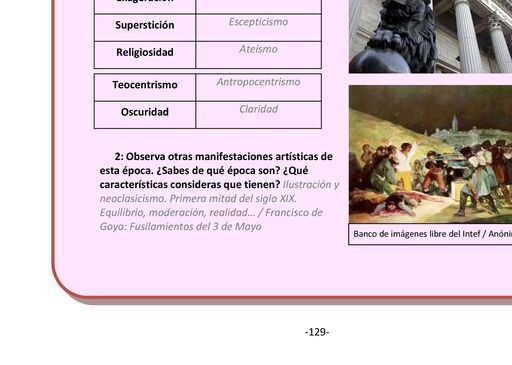 Superstición
Escepticismo
Religiosidad
Ateísmo
Teocentrismo
Antropocentrismo
Oscuridad
Claridad
2: Observa otras manifestaciones artísticas de
esta época. ¿Sabes de qué época son? ¿Qué
características consideras que tienen? Ilustración y
neoclasicismo. Primera mitad del siglo XIX.
Equilibrio, moderación, realidad... / Francisco de
Goya: Fusilamientos del 3 de Mayo
Banco de imágenes libre del Intef /
-129-